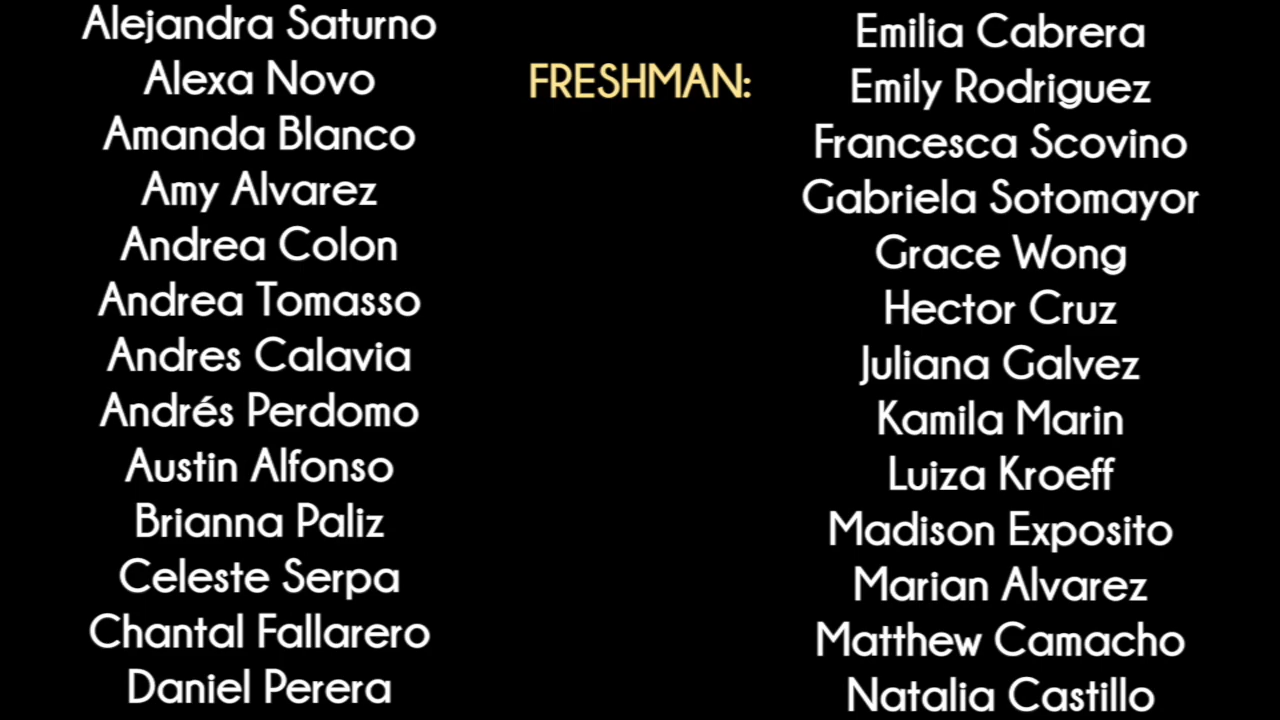 FRESHMAN:
Alejandra Saturno
Alexa Novo
Amanda Blanco
Amy Alvarez
Andrea Colon
Andrea Tomasso
Andres Calavia
Andrés Perdomo
Austin Alfonso
Brianna Paliz
Celeste Serpa
Chantal Fallarero
Daniel Perera
Emilia Cabrera
Emily Rodriguez
Francesca Scovino
Gabriela Sotomayor
Grace Wong
Hector Cruz
Juliana Galvez
Kamila Marin
Luiza Kroeff
Madison Exposito
Marian Alvarez
Matthew Camacho
Natalia Castillo